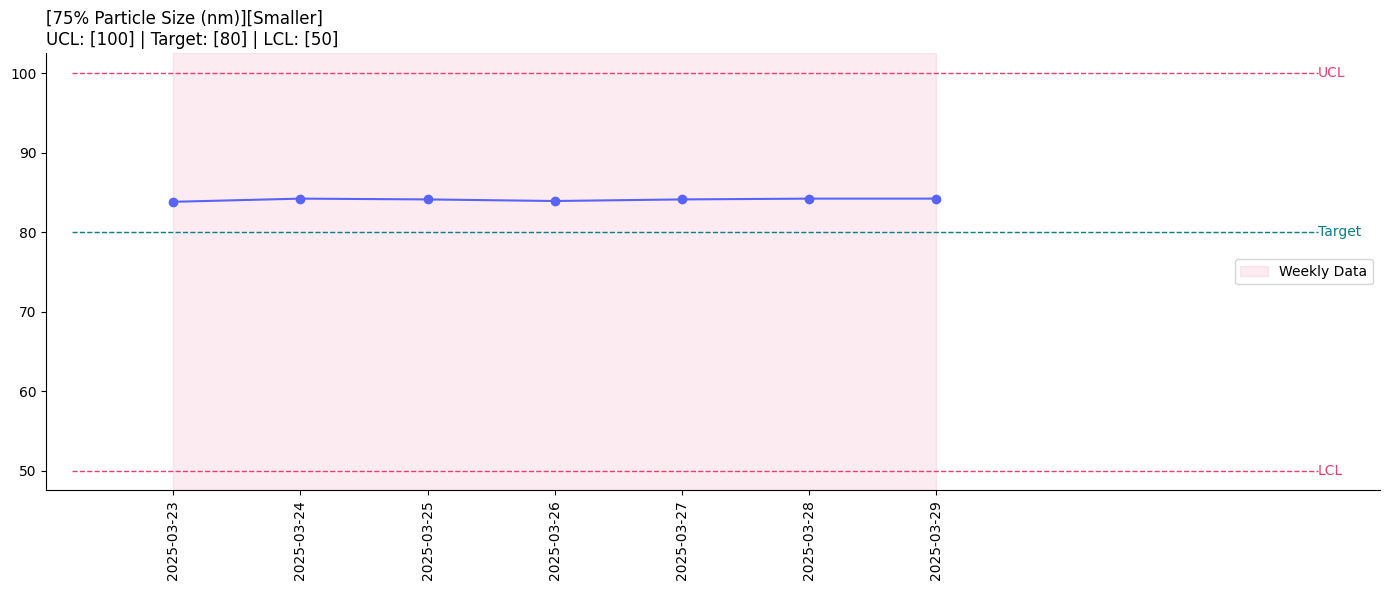 [75% Particle Size (nm)][Smaller]
UCL: [100] | Target: [80] | LCL: [50]
100
UCL
90
80
Target
Weekly Data
70
60
50
LCL
2025-03-23
2025-03-24
2025-03-25
2025-03-26
2025-03-27
2025-03-28
2025-03-29